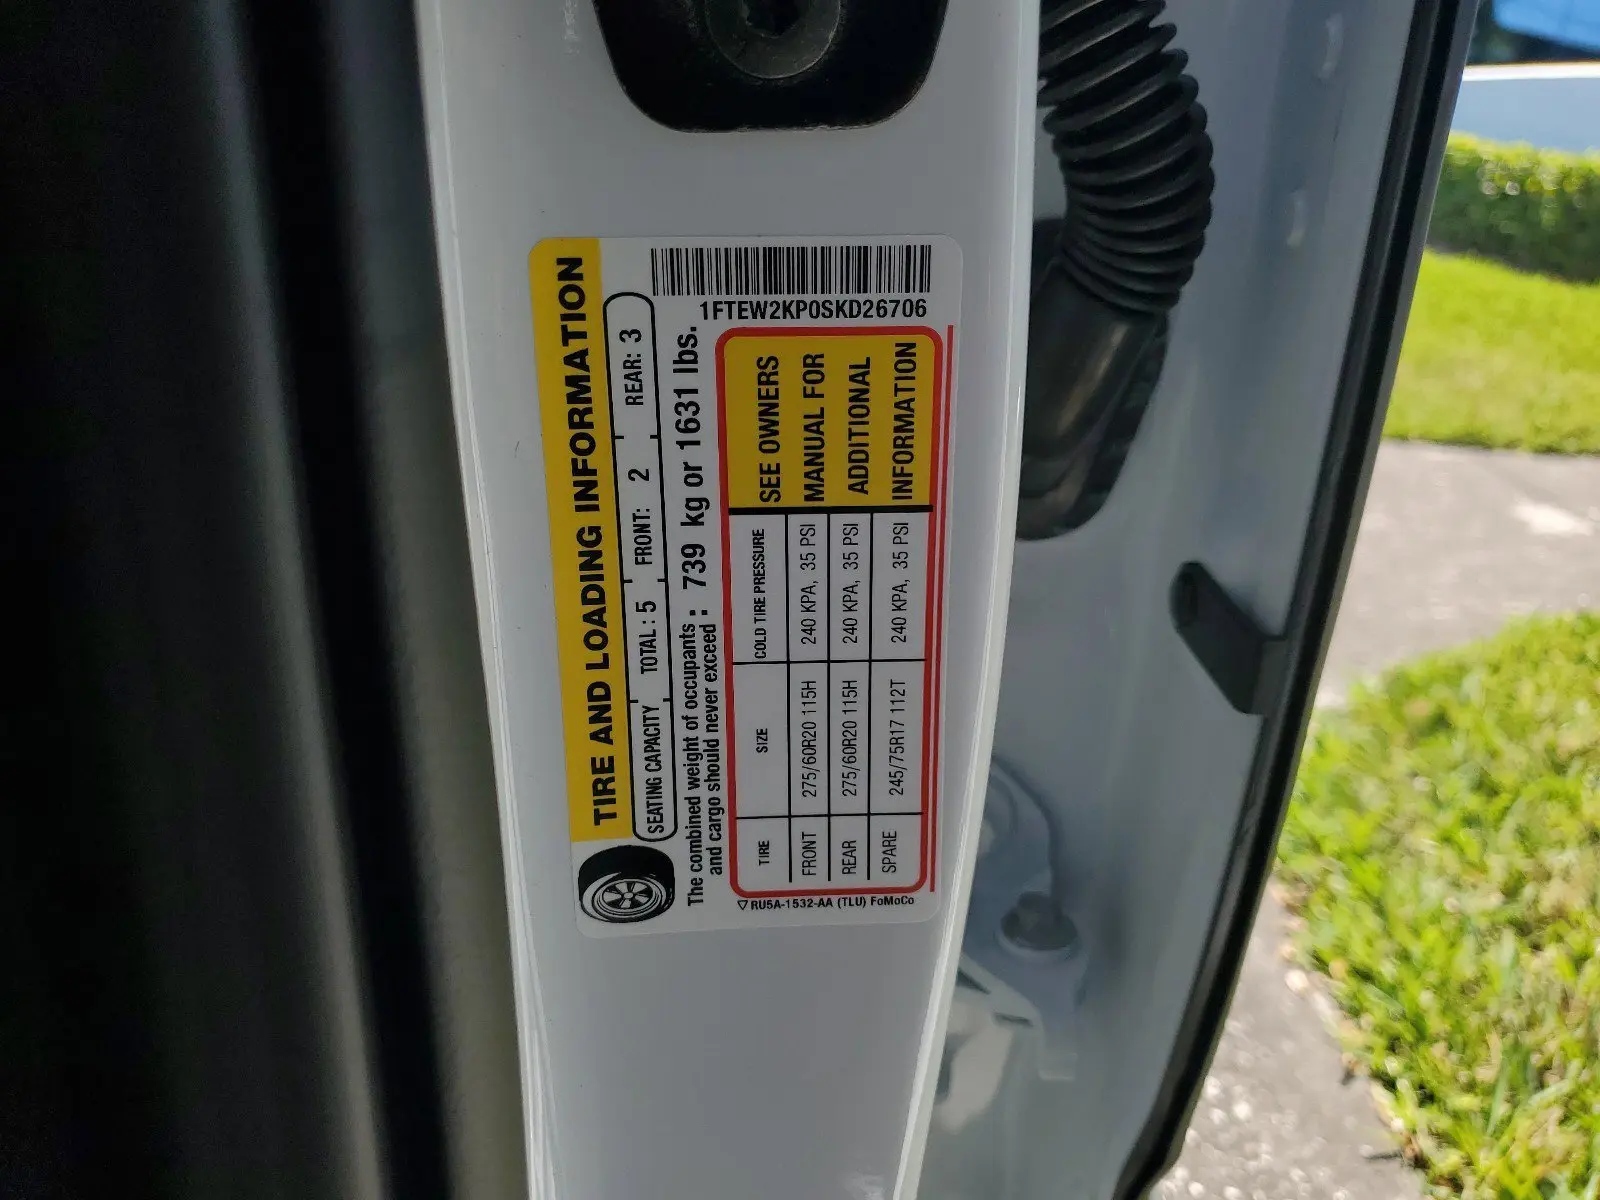 1FTEW2KP0SKD26706
TIRE AND LOADING INFORMATION
SEATING CAPACITY TOTAL: 5 FRONT: 2 REAR: 3
The combined weight of occupants
and cargo should never exceed : 739 kg or 1631 lbs.
TIRE SIZE COLD TIRE PRESSURE
FRONT 275/60R20 115H 240 KPA, 35 PSI
REAR 275/60R20 115H 240 KPA, 35 PSI
SPARE 245/75R17 112T 240 KPA, 35 PSI
SEE OWNERS
MANUAL FOR
ADDITIONAL
INFORMATION
RU5A-1532-AA (TLU) FoMoCo